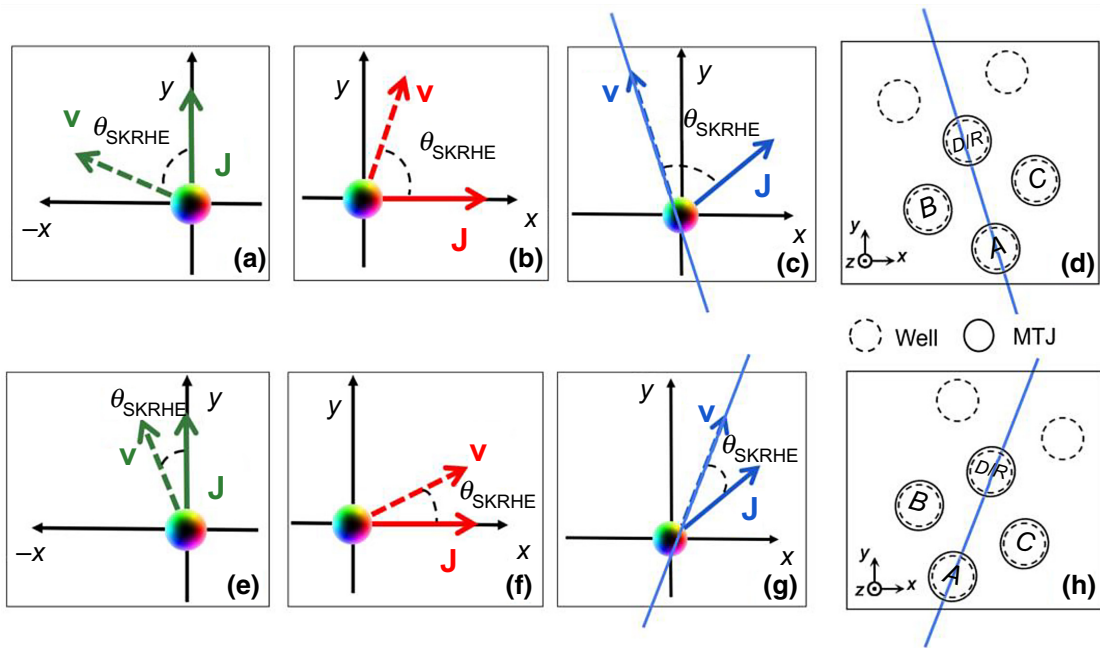 y
v
θSKRHE
J
–x
(a)
y
v
θSKRHE
J
x
(b)
y
v
θSKRHE
J
x
(c)
D/R
C
B
A
y
z
x
(d)
Well
MTJ
θSKRHE
y
v
J
–x
(e)
y
v
θSKRHE
J
x
(f)
y
v
θSKRHE
J
x
(g)
D/R
B
C
A
y
z
x
(h)